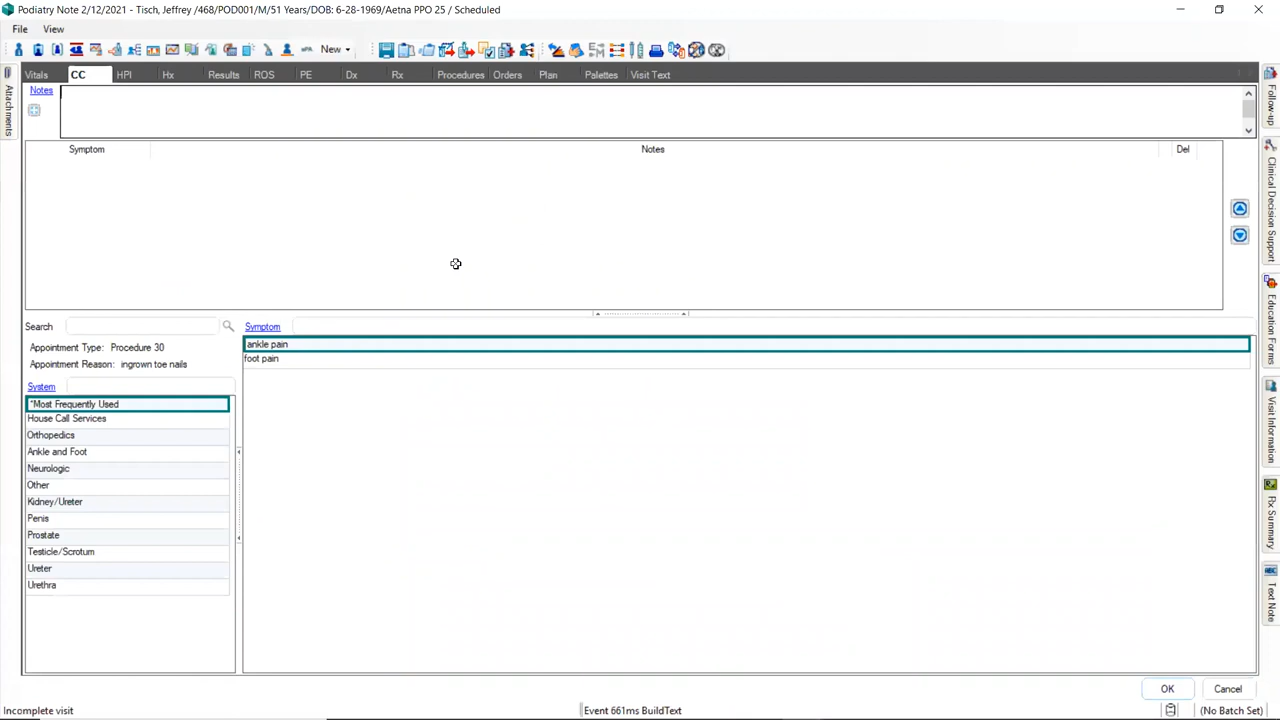 Podiatry Note 2/12/2021 - Tisch, Jeffrey /468/POD001/M/51 Years/DOB: 6-28-1969/Aetna PPO 25 / Scheduled
File View
New
Vitals CC HPI Hx Results ROS PE Dx Rx Procedures Orders Plan Palettes Visit Text
Attachments
Notes
Symptom Notes Del
Search
Symptom
Appointment Type: Procedure 30
Appointment Reason: ingrown toe nails
System
*Most Frequently Used
House Call Services
Orthopedics
Ankle and Foot
Neurologic
Other
Kidney/Ureter
Penis
Prostate
Testicle/Scrotum
Ureter
Urethra
ankle pain
foot pain
Follow-up
Clinical Decision Support
Education Forms
Visit Information
Rx Summary
Text Note
OK Cancel
Incomplete visit Event 661ms BuildText (No Batch Set)